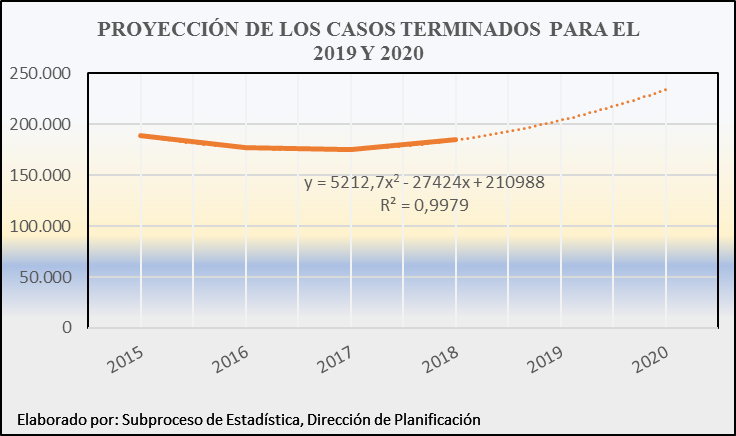 PROYECCIÓN DE LOS CASOS TERMINADOS PARA EL
2019 Y 2020
250.000
200.000
150.000
100.000
50.000
0
y = 5212,7x² - 27424x + 210988
R² = 0,9979
2015 2016 2017 2018 2019 2020
Elaborado por: Subproceso de Estadística, Dirección de Planificación